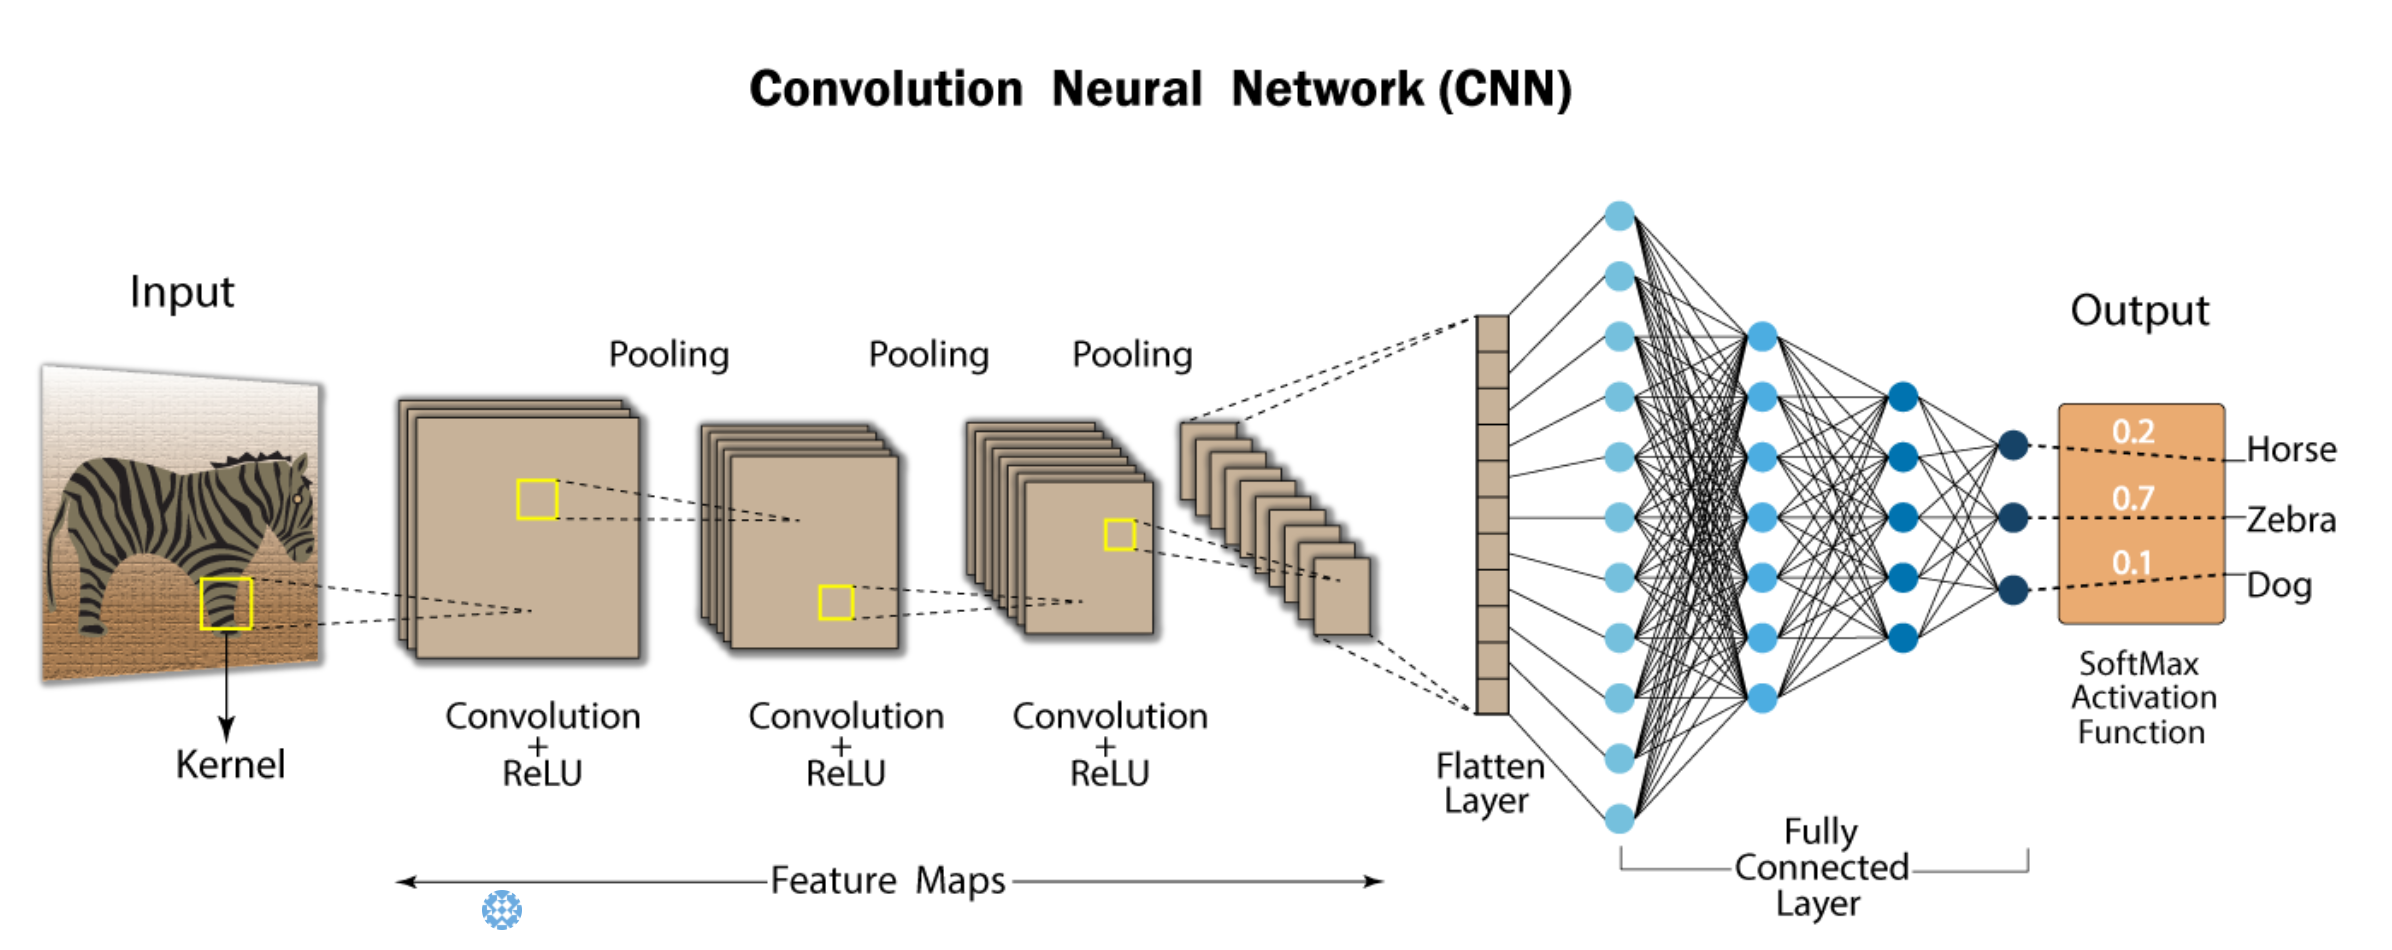 Convolution Neural Network (CNN)
Input
Pooling
Pooling
Pooling
Output
0.2
Horse
0.7
Zebra
0.1
Dog
Kernel
Convolution
+
ReLU
Convolution
+
ReLU
Convolution
+
ReLU
Flatten
Layer
SoftMax
Activation
Function
Feature Maps
Fully
Connected
Layer